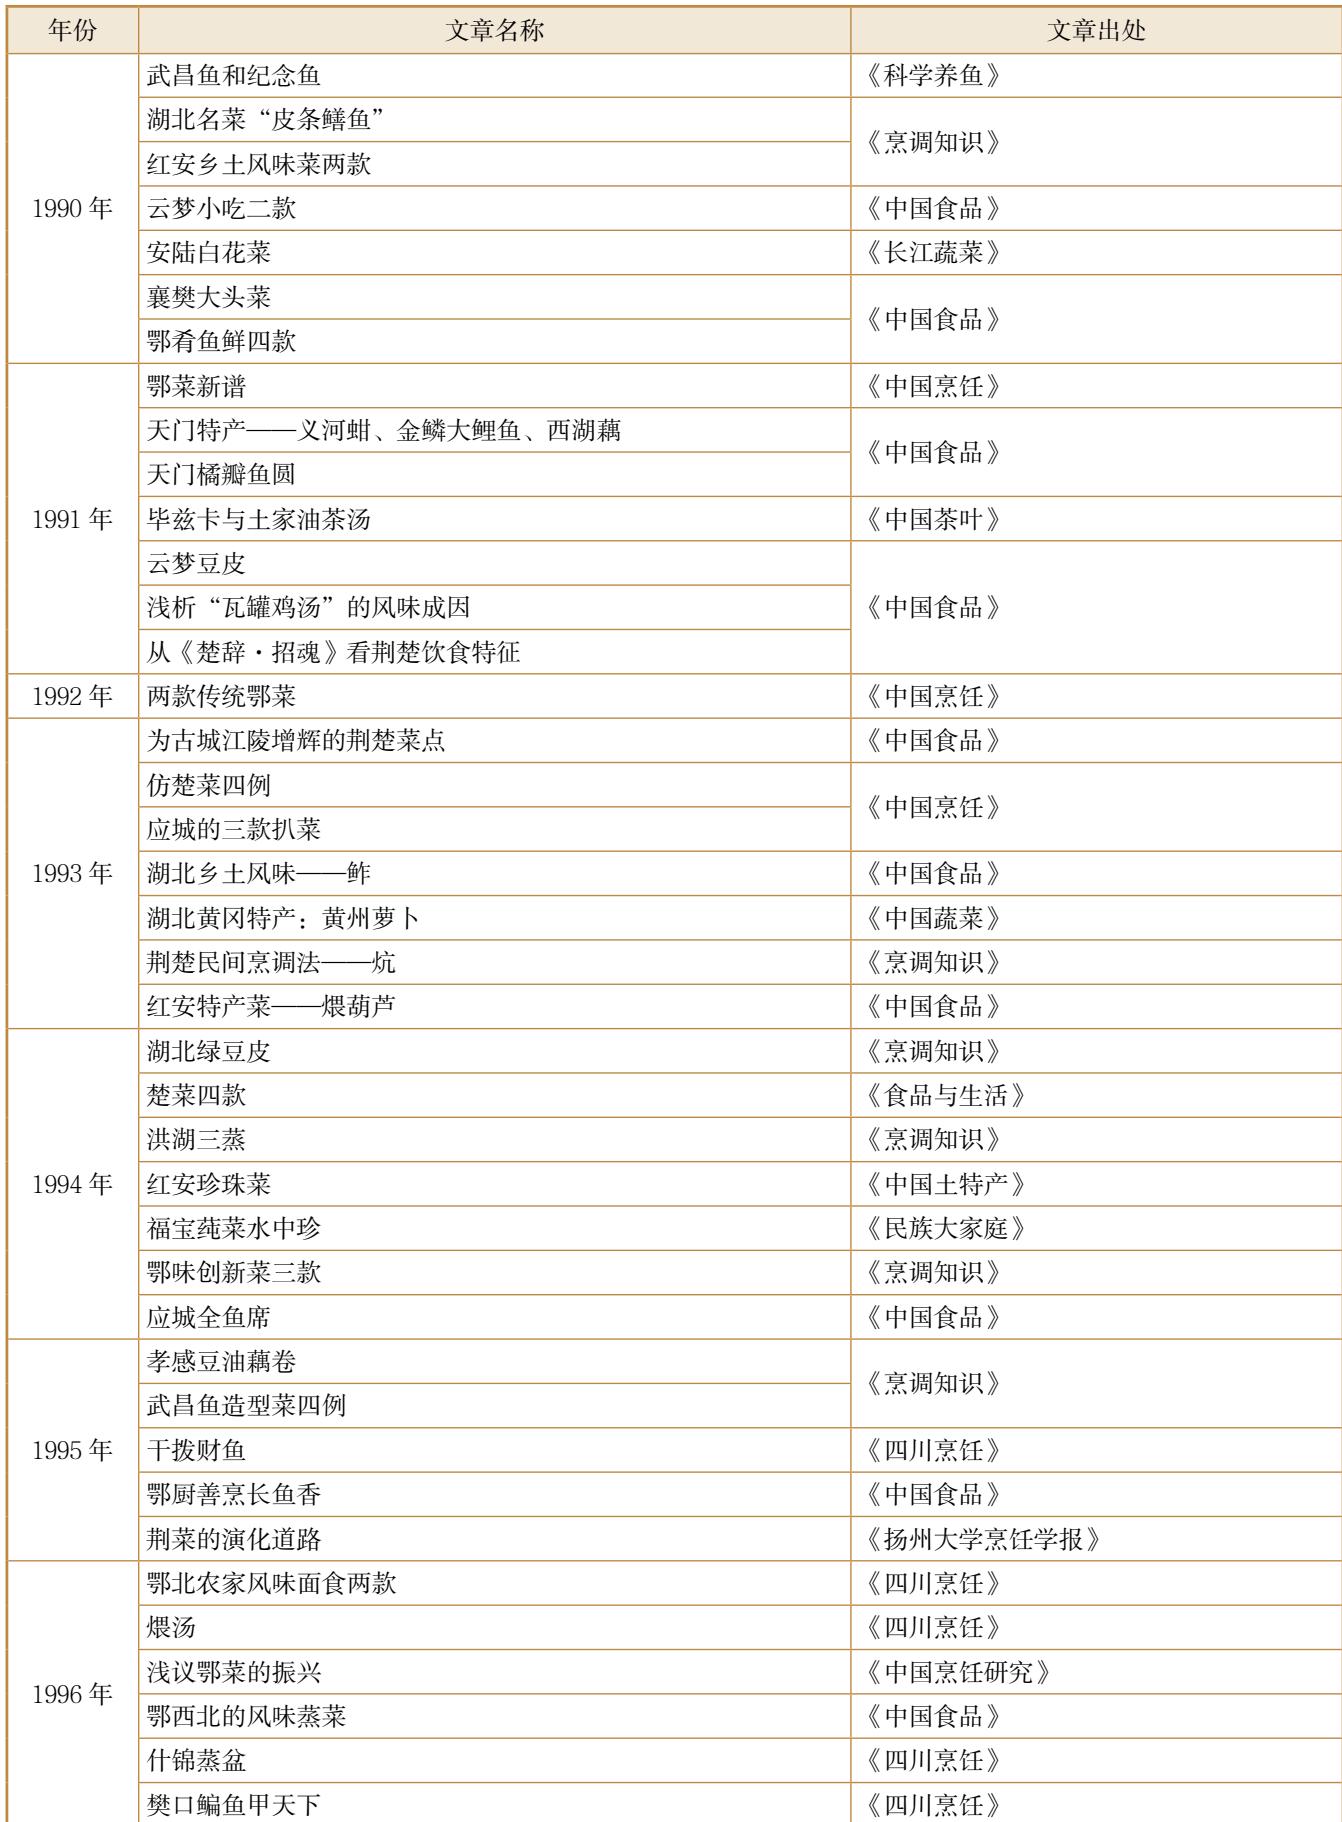 年份 文章名称 文章出处
武昌鱼和纪念鱼 《科学养鱼》
湖北名菜“皮条鳝鱼”
《烹调知识》
红安乡土风味菜两款
1990 年 云梦小吃二款 《中国食品》
安陆白花菜 《长江蔬菜》
襄樊大头菜
《中国食品》
鄂肴鱼鲜四款
鄂菜新谱 《中国烹饪》
天门特产——义河蚶、金鳞大鲤鱼、西湖藕
《中国食品》
天门橘瓣鱼圆
1991 年 毕兹卡与土家油茶汤 《中国茶叶》
云梦豆皮
浅析“瓦罐鸡汤”的风味成因 《中国食品》
从《楚辞·招魂》看荆楚饮食特征
1992 年 两款传统鄂菜 《中国烹饪》
为古城江陵增辉的荆楚菜点 《中国食品》
仿楚菜四例
《中国烹饪》
应城的三款扒菜
1993 年 湖北乡土风味——鲊 《中国食品》
湖北黄冈特产：黄州萝卜 《中国蔬菜》
荆楚民间烹调法——炕 《烹调知识》
红安特产菜——煨葫芦 《中国食品》
湖北绿豆皮 《烹调知识》
楚菜四款 《食品与生活》
洪湖三蒸 《烹调知识》
1994 年 红安珍珠菜 《中国土特产》
福宝莼菜水中珍 《民族大家庭》
鄂味创新菜三款 《烹调知识》
应城全鱼席 《中国食品》
孝感豆油藕卷
《烹调知识》
武昌鱼造型菜四例
1995 年 干拨财鱼 《四川烹饪》
鄂厨善烹长鱼香 《中国食品》
荆菜的演化道路 《扬州大学烹饪学报》
鄂北农家风味面食两款 《四川烹饪》
煨汤 《四川烹饪》
浅议鄂菜的振兴 《中国烹饪研究》
1996 年
鄂西北的风味蒸菜 《中国食品》
什锦蒸盆 《四川烹饪》
樊口鳊鱼甲天下 《四川烹饪》